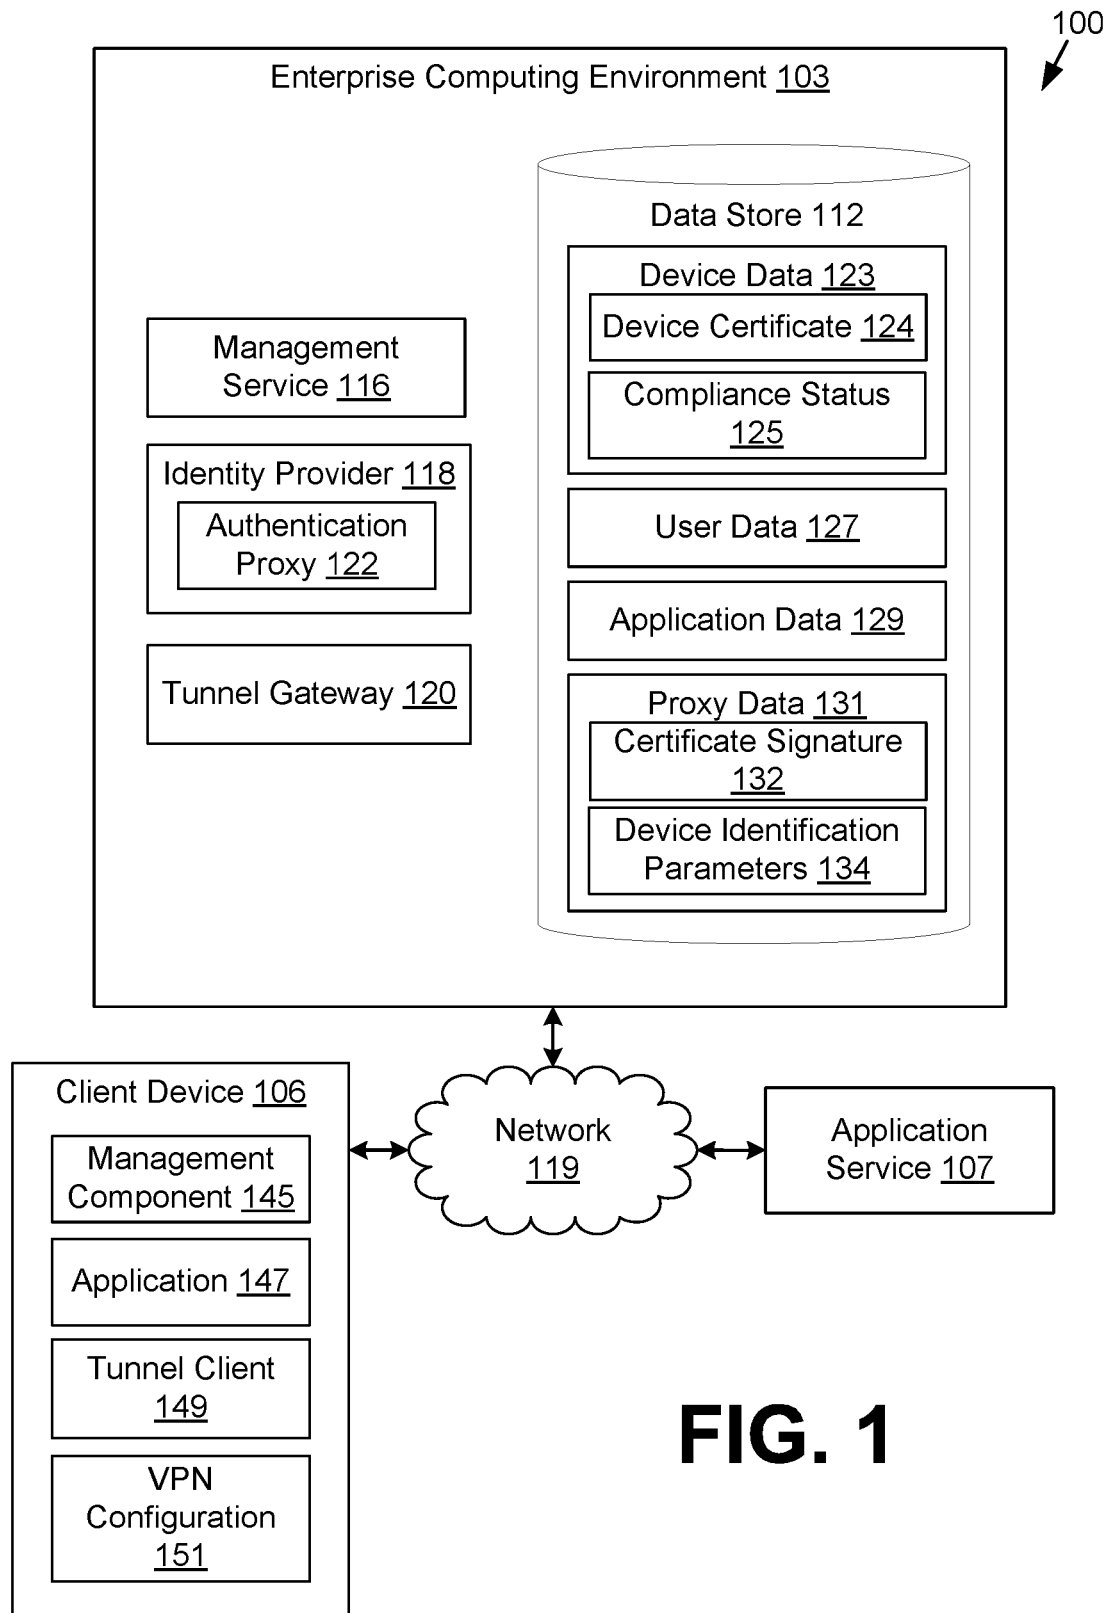 100
Enterprise Computing Environment 103
Data Store 112
Device Data 123
Device Certificate 124
Compliance Status
125
User Data 127
Application Data 129
Proxy Data 131
Certificate Signature
132
Device Identification
Parameters 134
Management
Service 116
Identity Provider 118
Authentication
Proxy 122
Tunnel Gateway 120
Client Device 106
Management
Component 145
Application 147
Tunnel Client
149
VPN
Configuration
151
Network
119
Application
Service 107
FIG. 1